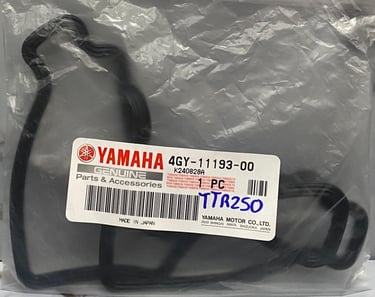 YAMAHA 4GY-11193-00
GENUINE K240828A
Parts & Accessories 1 PC
TTR250
MADE IN JAPAN YAMAHA MOTOR CO., LTD.